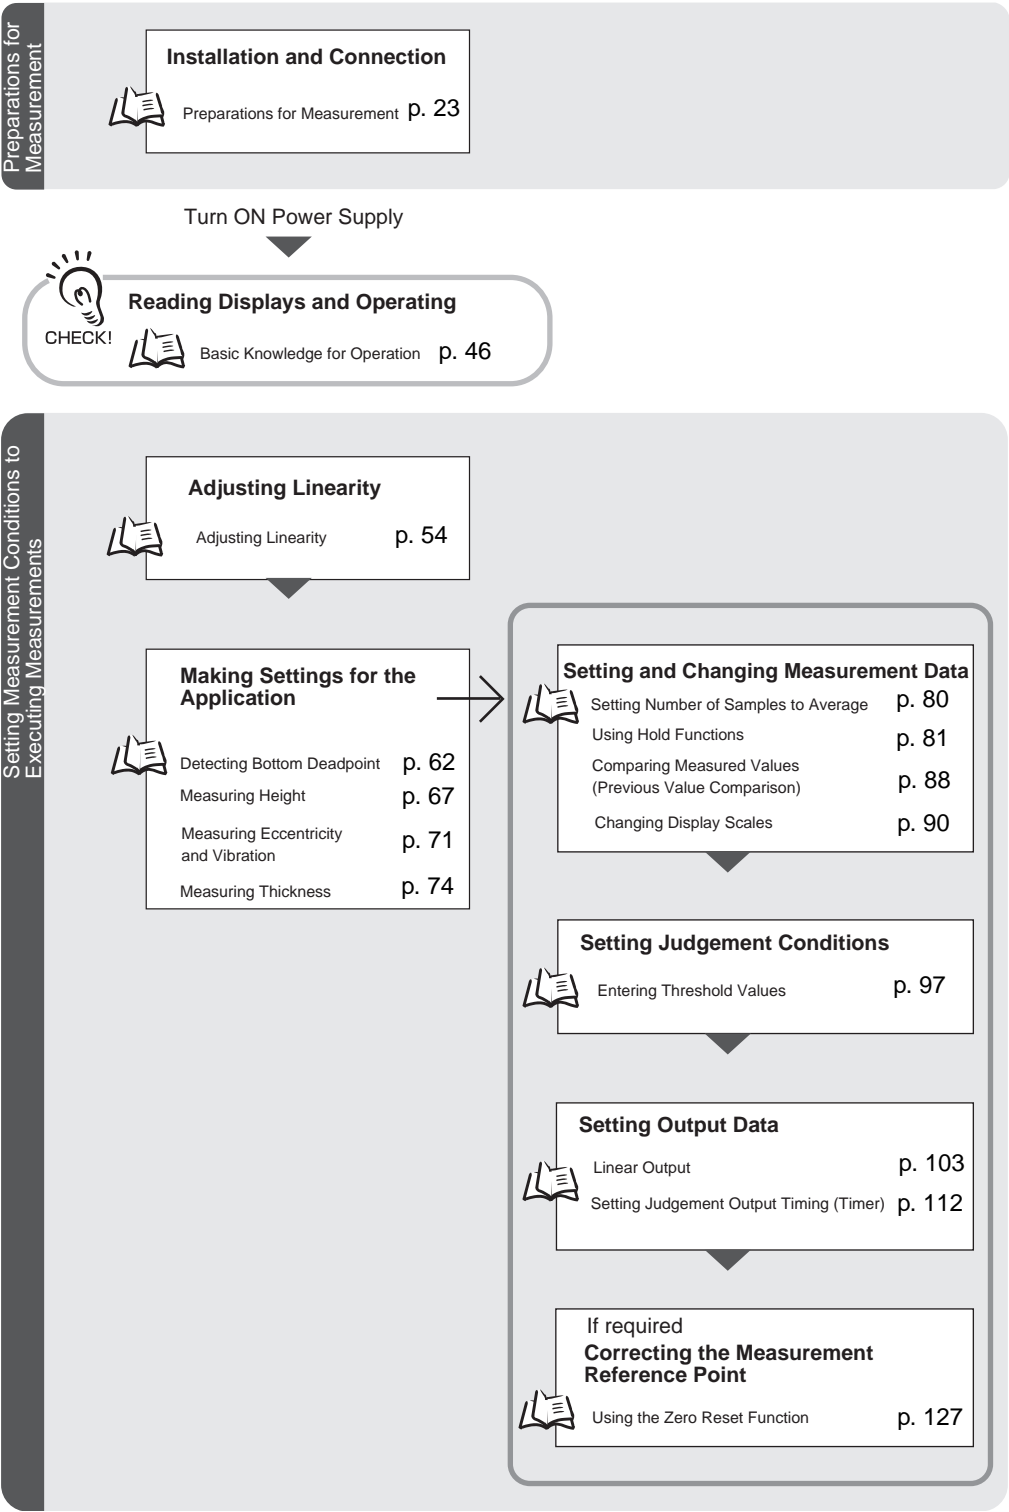 Preparations for
Measurement
Installation and Connection
Preparations for Measurement p. 23
Turn ON Power Supply
CHECK!
Reading Displays and Operating
Basic Knowledge for Operation p. 46
Setting Measurement Conditions to
Executing Measurements
Adjusting Linearity
Adjusting Linearity p. 54
Making Settings for the
Application
Detecting Bottom Deadpoint p. 62
Measuring Height p. 67
Measuring Eccentricity
and Vibration p. 71
Measuring Thickness p. 74
Setting and Changing Measurement Data
Setting Number of Samples to Average p. 80
Using Hold Functions p. 81
Comparing Measured Values
(Previous Value Comparison) p. 88
Changing Display Scales p. 90
Setting Judgement Conditions
Entering Threshold Values p. 97
Setting Output Data
Linear Output p. 103
Setting Judgement Output Timing (Timer) p. 112
If required
Correcting the Measurement
Reference Point
Using the Zero Reset Function p. 127